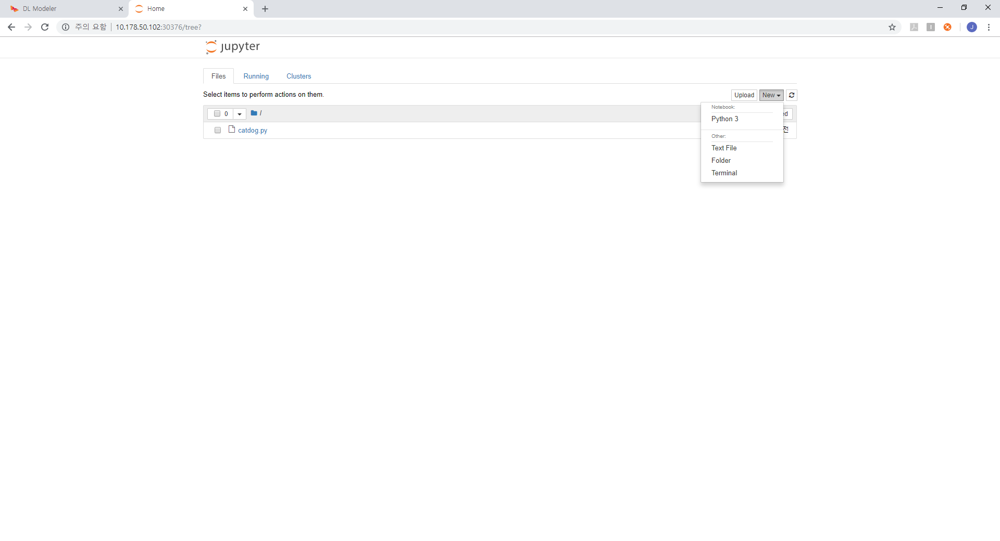 DL Modeler
Home
주의 요함 10.178.50.102:30376/tree?
J
jupyter
Files Running Clusters
Select items to perform actions on them.
Upload New
0 /
Notebook:
Python 3
catdog.py
전
Other:
Text File
Folder
Terminal